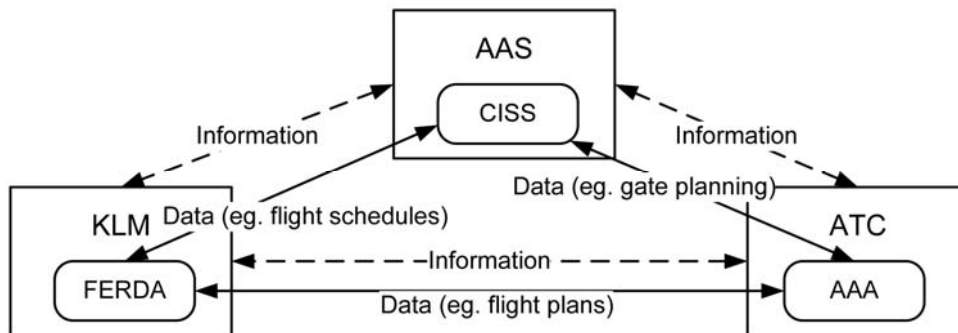 AAS
CISS
Information
Information
Data (eg. gate planning)
Data (eg. flight schedules)
KLM
ATC
Information
FERDA
AAA
Data (eg. flight plans)